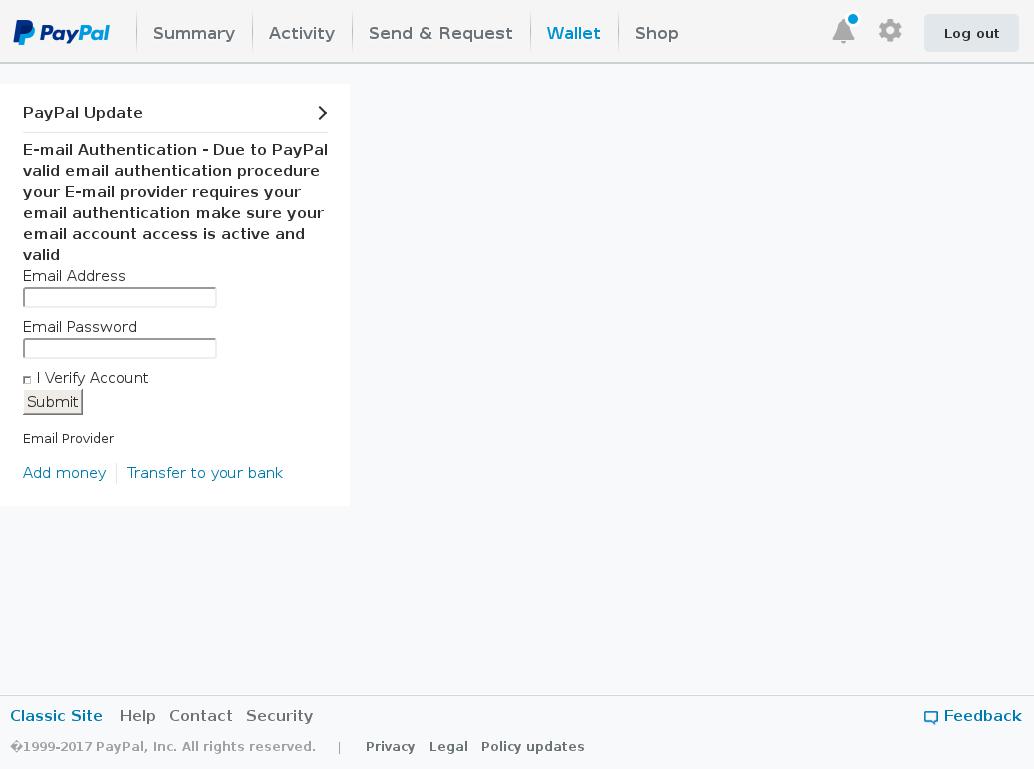 PayPal
Summary
Activity
Send & Request
Wallet
Shop
Log out
PayPal Update
E-mail Authentication - Due to PayPal
valid email authentication procedure
your E-mail provider requires your
email authentication make sure your
email account access is active and
valid
Email Address
Email Password
I Verify Account
Submit
Email Provider
Add money
Transfer to your bank
Classic Site
Help
Contact
Security
Feedback
�1999-2017 PayPal, Inc. All rights reserved.
|
Privacy
Legal
Policy updates